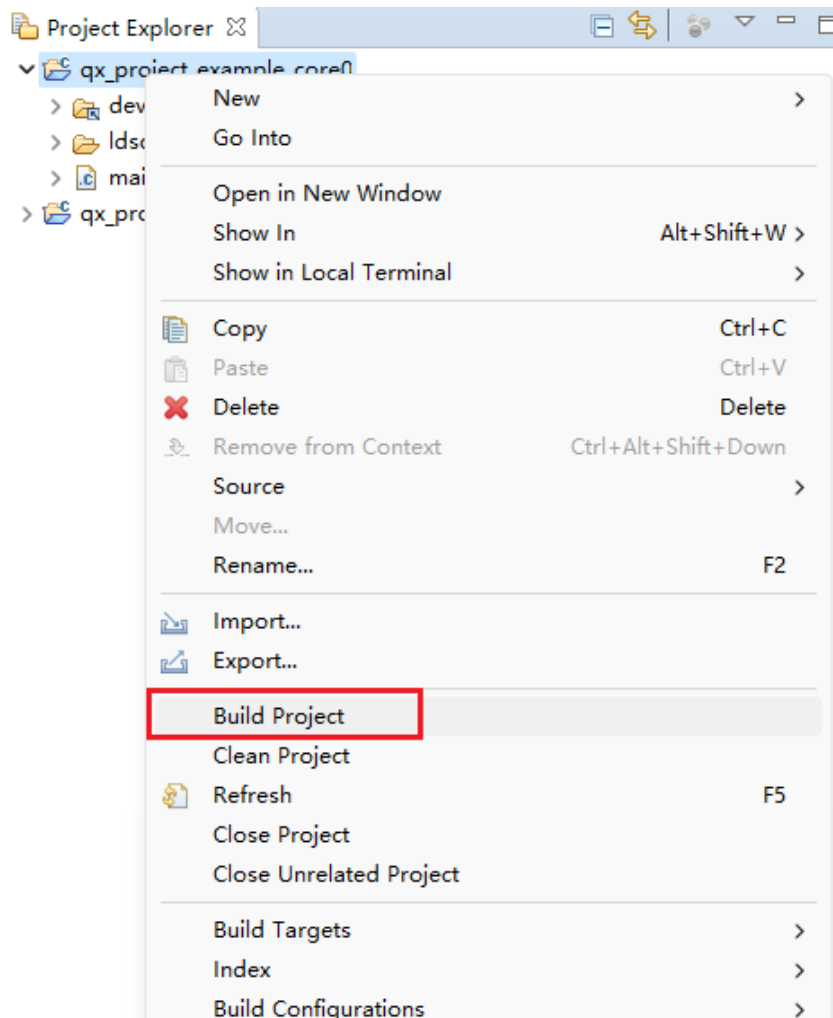 Project Explorer
qx_project_example_core0
dev
New
Go Into
ldsc
mai
Open in New Window
qx_pro
Show In Alt+Shift+W
Show in Local Terminal
Copy Ctrl+C
Paste Ctrl+V
Delete Delete
Remove from Context Ctrl+Alt+Shift+Down
Source
Move...
Rename... F2
Import...
Export...
Build Project
Clean Project
Refresh F5
Close Project
Close Unrelated Project
Build Targets
Index
Build Configurations